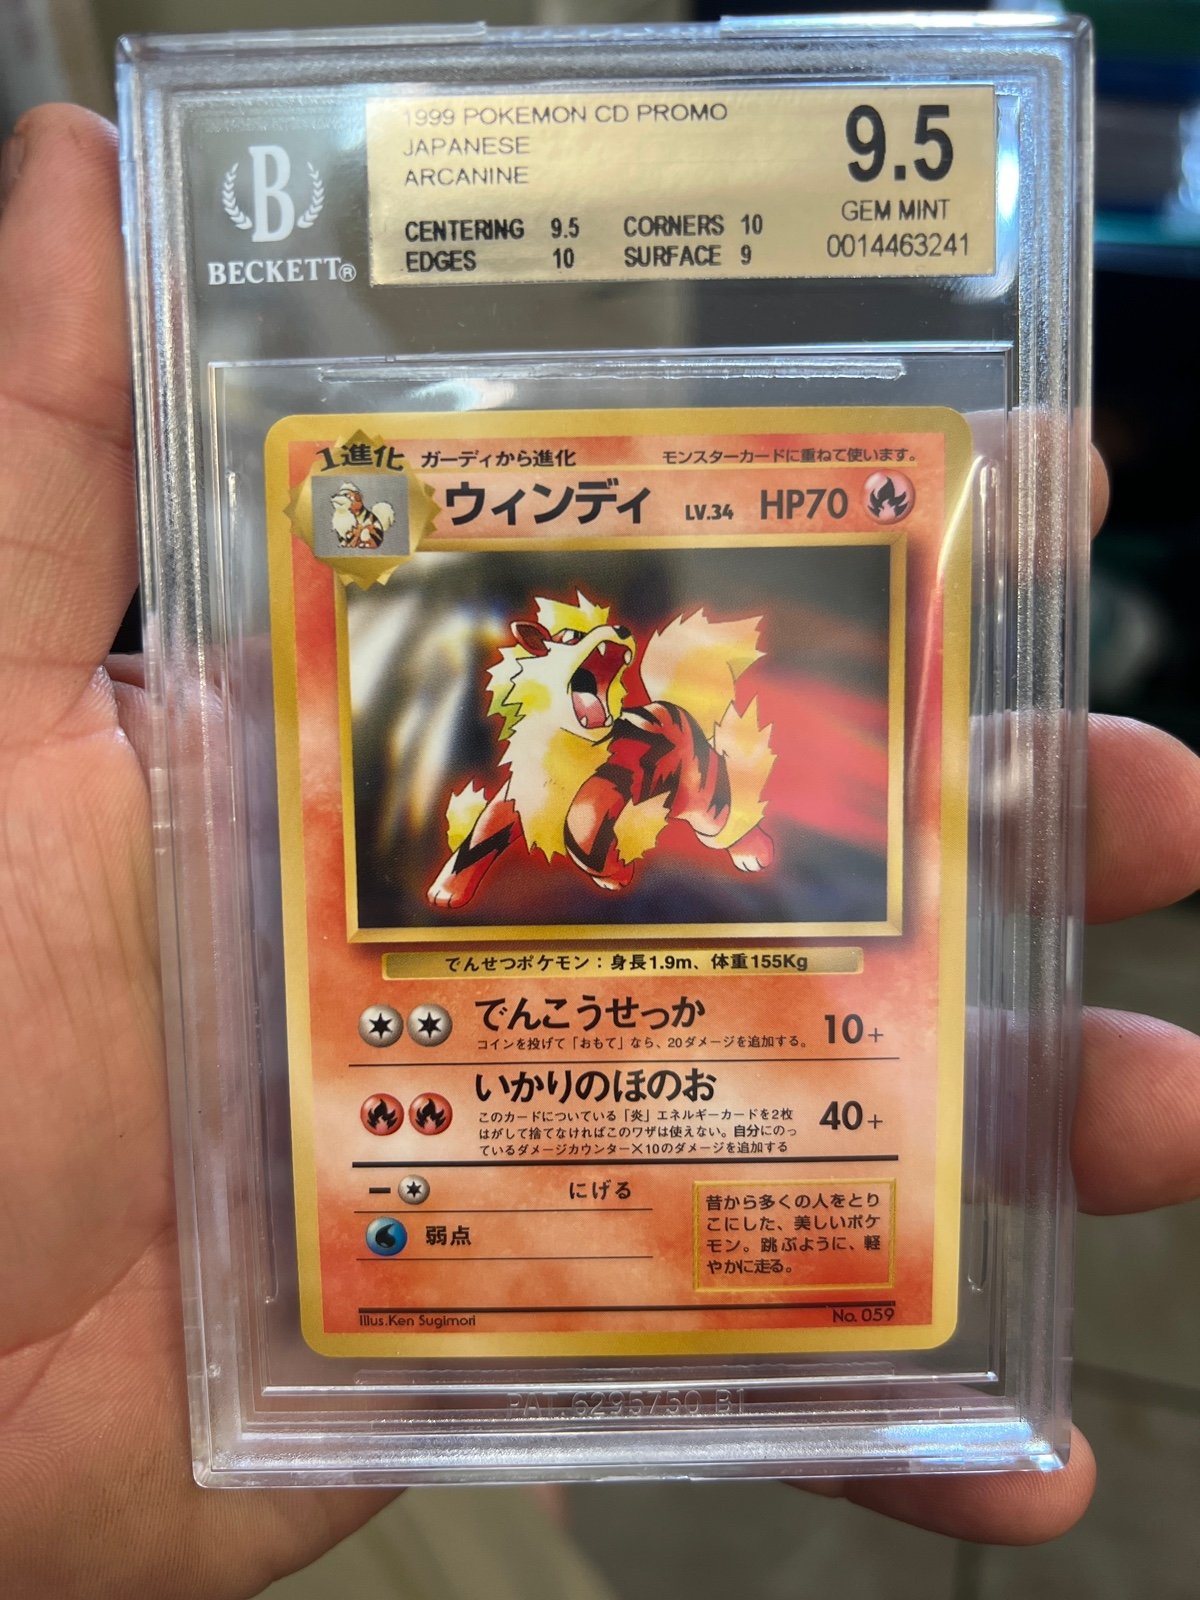 B
BECKETT®
1999 POKEMON CD PROMO
JAPANESE
ARCANINE
9.5
GEM MINT
0014463241
CENTERING 9.5 CORNERS 10
EDGES 10 SURFACE 9
1進化 ガーディから進化 モンスターカードに重ねて使います。
ウィンディ LV.34 HP70
でんせつポケモン：身長1.9m、体重155Kg
でんこうせっか 10+
コインを投げて「おもて」なら、20ダメージを追加する。
いかりのほのお 40+
このカードについている「炎」エネルギーカードを2枚
はがして捨てなければこのワザは使えない。自分にのっ
ているダメージカウンター×10のダメージを追加する
ー にげる
弱点
昔から多くの人をとり
こにした、美しいポケ
モン。跳ぶように、軽
やかに走る。
Illus.Ken Sugimori No. 059
PAT. 6295750 B1